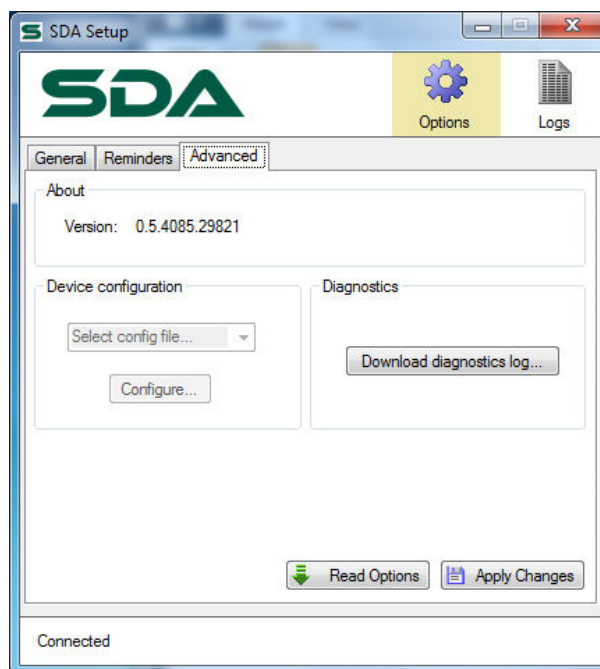 SDA Setup
SDA
Options
Logs
General
Reminders
Advanced
About
Version: 0.5.4085.29821
Device configuration
Diagnostics
Select config file...
Download diagnostics log...
Configure...
Read Options
Apply Changes
Connected